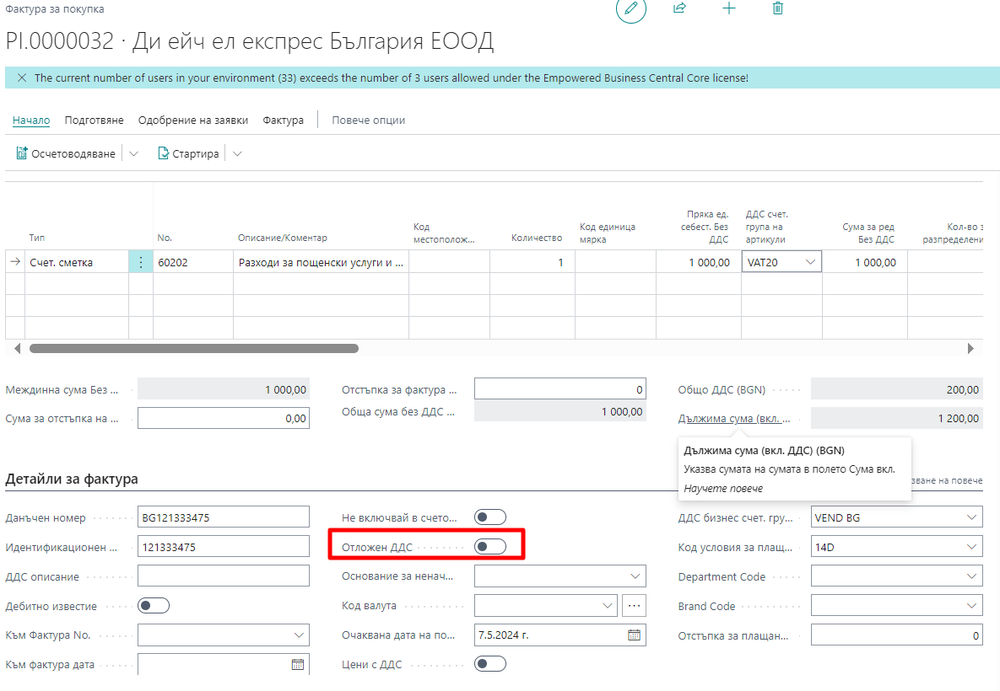 Фактура за покупка
PI.0000032 · Ди ейч ел експрес България ЕООД
The current number of users in your environment (33) exceeds the number of 3 users allowed under the Empowered Business Central Core license!
Начало Подготвяне Одобрение на заявки Фактура Повече опции
Осчетоводяване Стартира
Тип No. Описание/Коментар Код местополож... Количество Код единица мярка Пряка ед. себест. Без ДДС ДДС счет. група на артикули Сума за ред Без ДДС Кол-во з разпределени
Счет. сметка 60202 Разходи за пощенски услуги и ... 1 1 000,00 VAT20 1 000,00
Междинна сума Без ... 1 000,00 Отстъпка за фактура ... 0 Общо ДДС (BGN) 200,00
Сума за отстъпка на ... 0,00 Обща сума без ДДС ... 1 000,00 Дължима сума (вкл. ... 1 200,00
Дължима сума (вкл. ДДС) (BGN)
Указва сумата на сумата в полето Сума вкл.
Научете повече
Детайли за фактура зване на повече
Данъчен номер BG121333475 Не включвай в счето... ДДС бизнес счет. гру... VEND BG
Идентификационен ... 121333475 Отложен ДДС Код условия за плащ... 14D
ДДС описание Основание за ненач... Department Code
Дебитно известие Код валута ... Brand Code
Към Фактура No. Очаквана дата на по... 7.5.2024 г. Отстъпка за плащан... 0
Към фактура дата Цени с ДДС